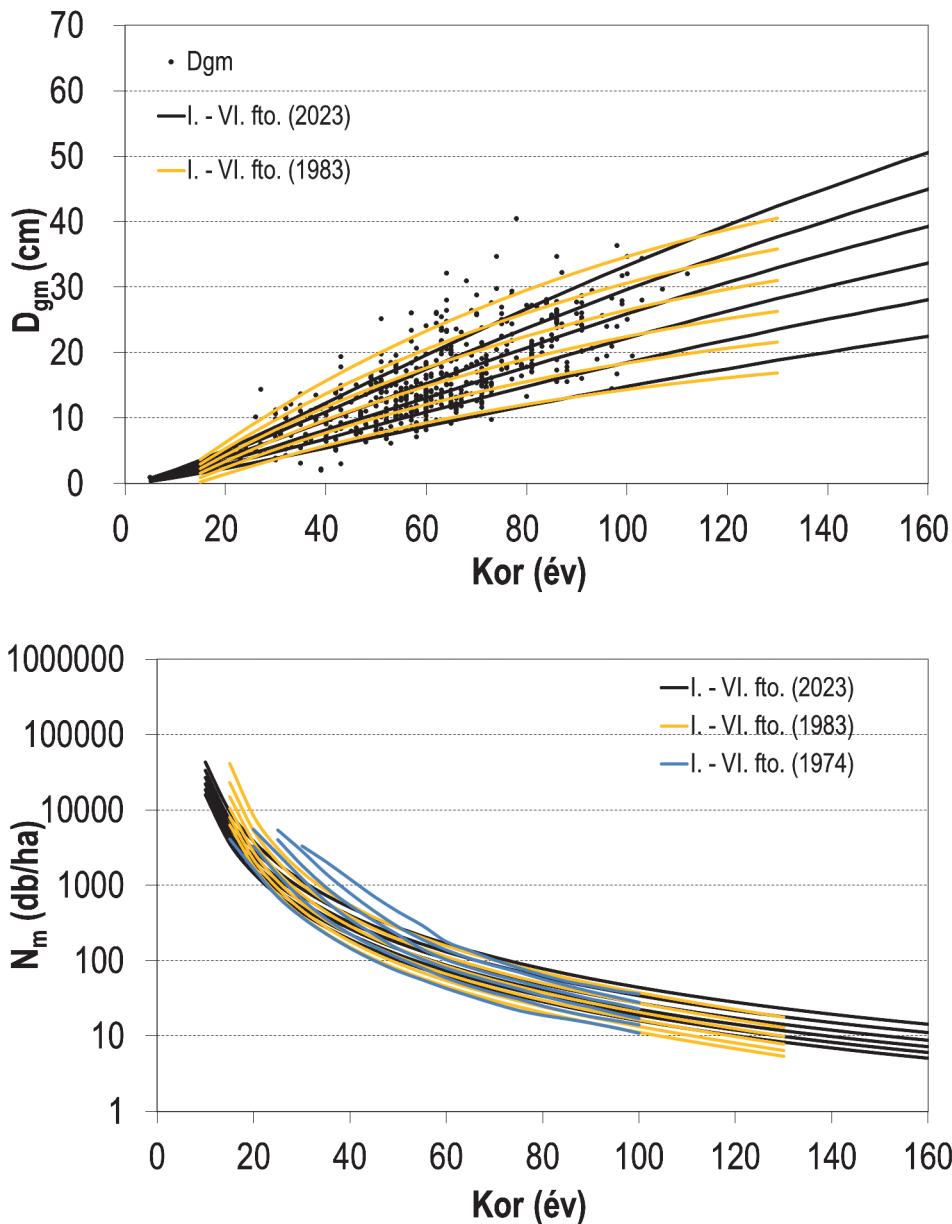 70
60
50
40
30
20
10
0
D_gm (cm)
Dgm
I. - VI. fto. (2023)
I. - VI. fto. (1983)
0 20 40 60 80 100 120 140 160
Kor (év)
1000000
100000
10000
1000
100
10
1
N_m (db/ha)
I. - VI. fto. (2023)
I. - VI. fto. (1983)
I. - VI. fto. (1974)
0 20 40 60 80 100 120 140 160
Kor (év)